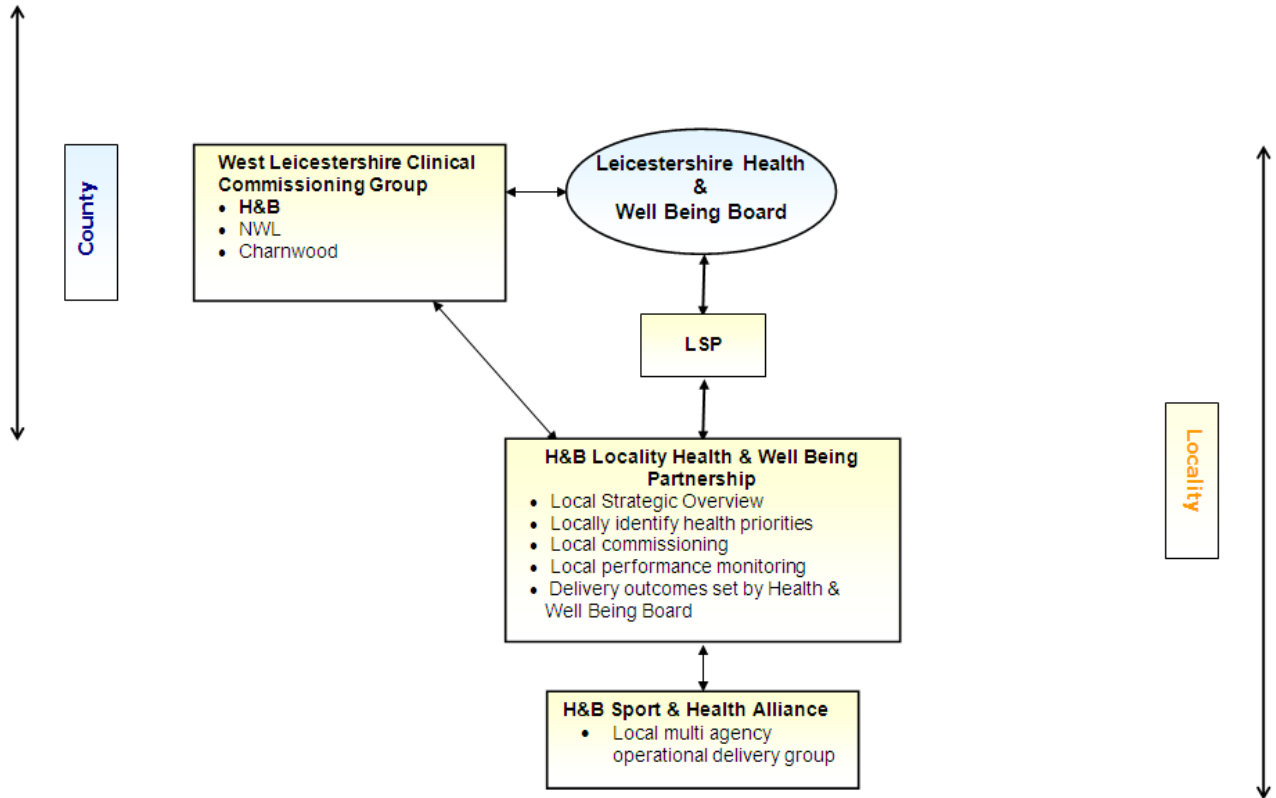 County
West Leicestershire Clinical
Commissioning Group
• H&B
• NWL
• Charnwood
Leicestershire Health
&
Well Being Board
LSP
Locality
H&B Locality Health & Well Being
Partnership
• Local Strategic Overview
• Locally identify health priorities
• Local commissioning
• Local performance monitoring
• Delivery outcomes set by Health &
Well Being Board
H&B Sport & Health Alliance
• Local multi agency
operational delivery group